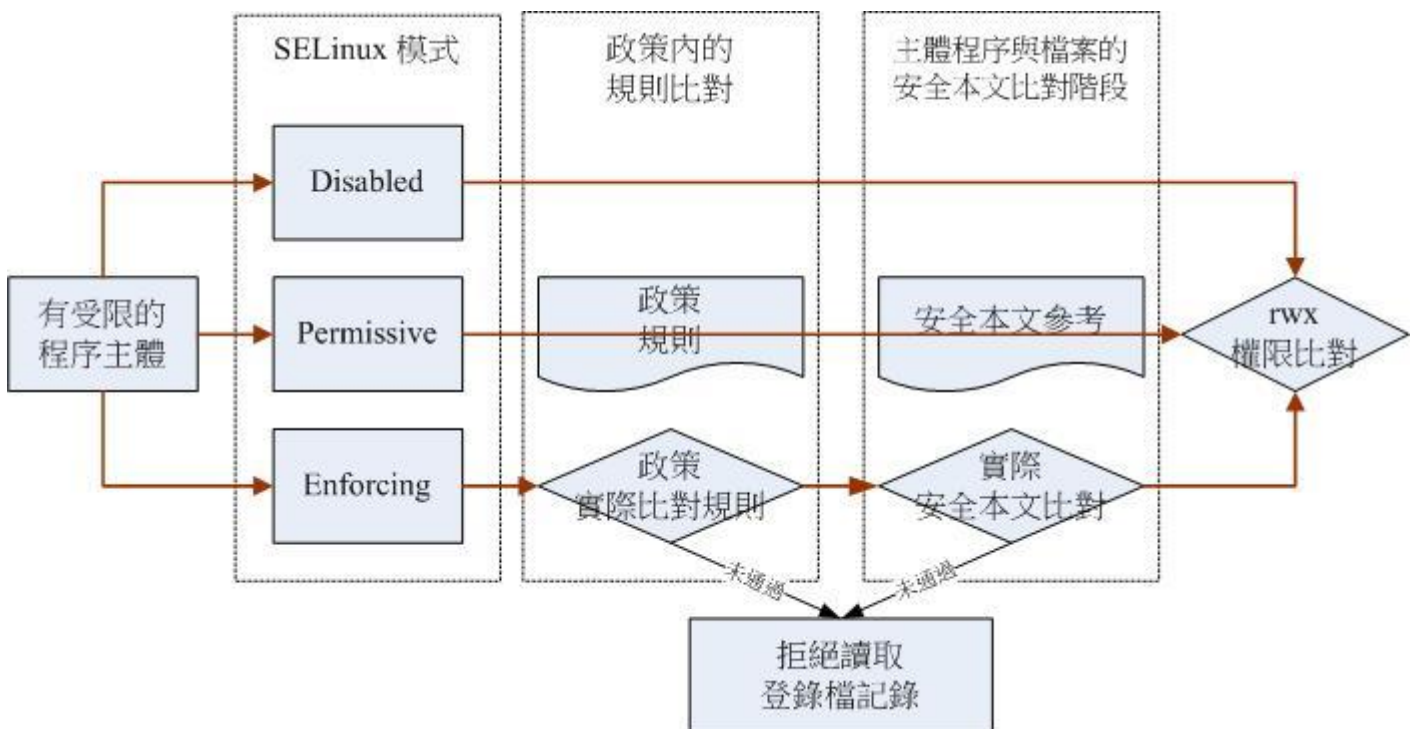 SELinux 模式
政策內的
規則比對
主體程序與檔案的
安全本文比對階段
Disabled
有受限的
程序主體
Permissive
政策
規則
安全本文參考
rwx
權限比對
Enforcing
政策
實際比對規則
實際
安全本文比對
未通過
未通過
拒絕讀取
登錄檔記錄